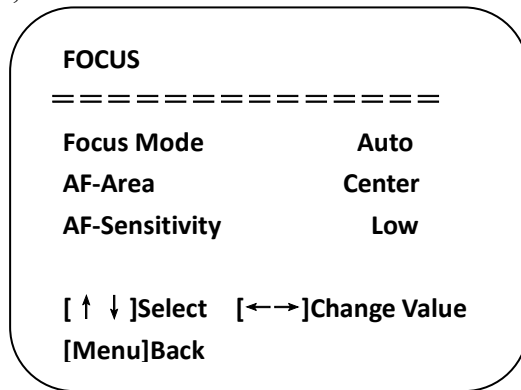 FOCUS
==============
Focus Mode Auto
AF-Area Center
AF-Sensitivity Low
[↑↓]Select [←→]Change Value
[Menu]Back